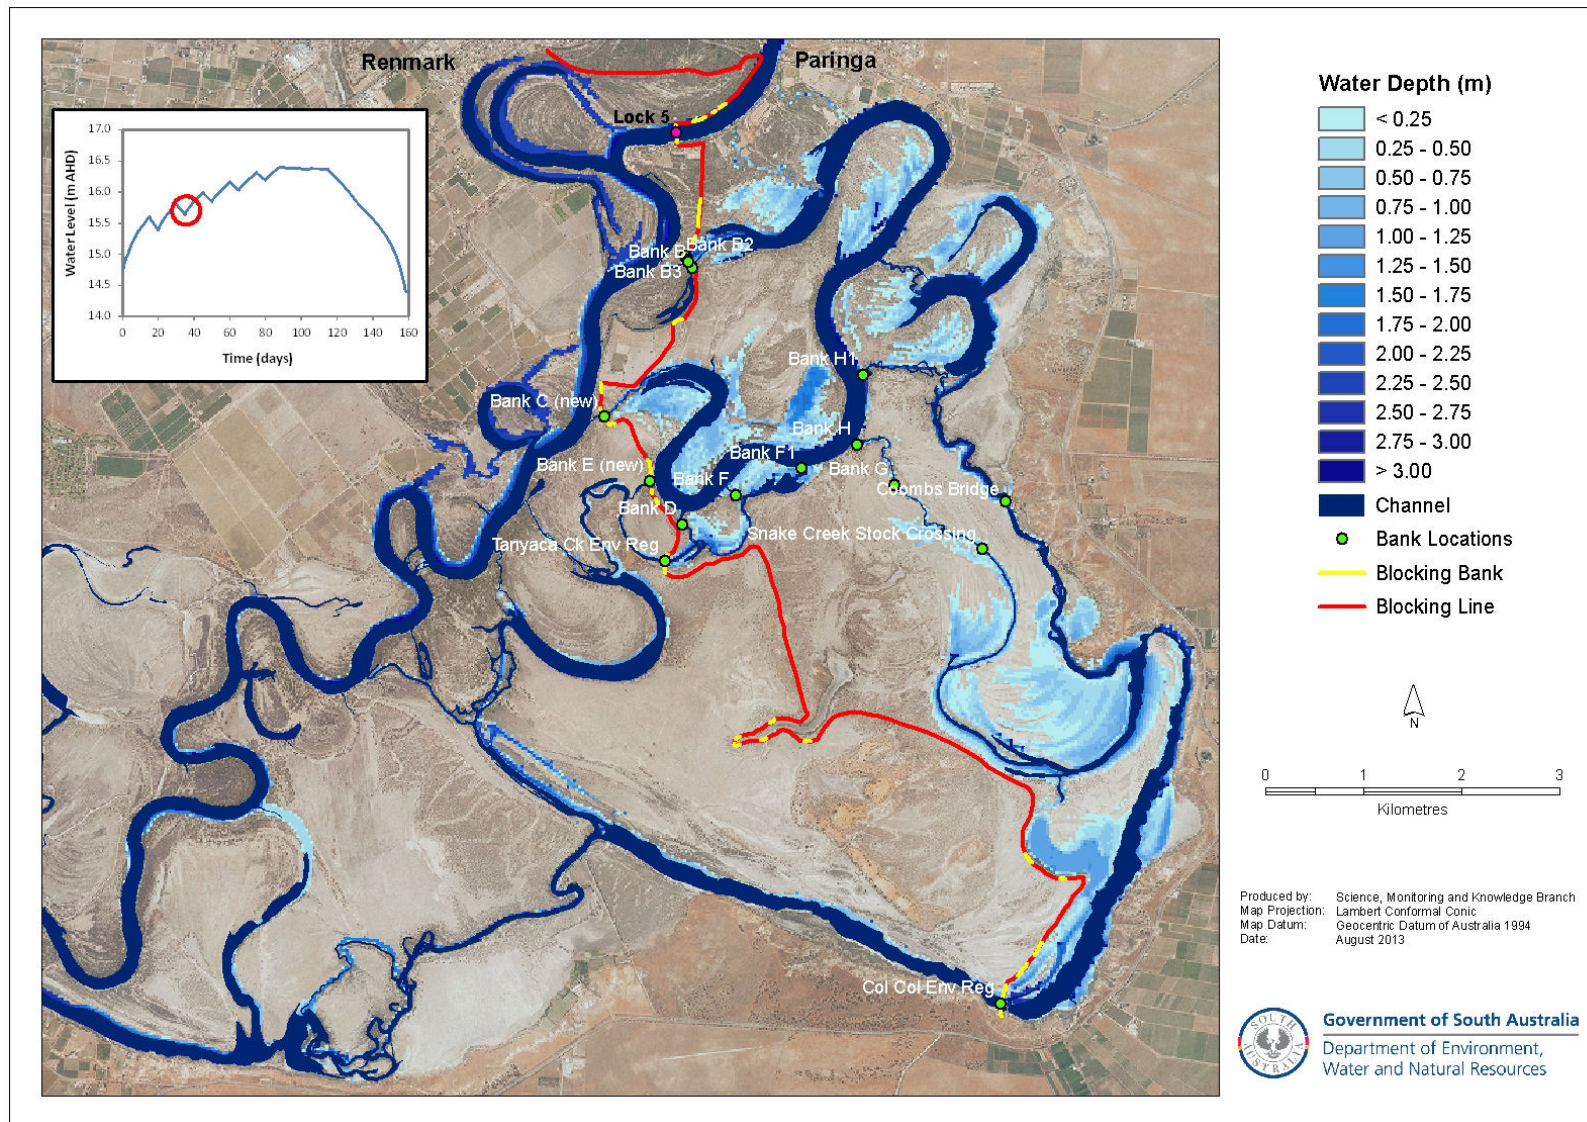 Renmark
Paringa
Lock 5
17.0
16.5
16.0
15.5
15.0
14.5
14.0
0
20
40
60
80
100
120
140
160
Water Level (m AHD)
Time (days)
Bank B
Bank B2
Bank B3
Bank H1
Bank C (new)
Bank H
Bank F1
Bank E (new)
Bank G
Bank F
Coombs Bridge
Bank D
Snake Creek Stock Crossing
Tanyaca Ck Env Reg
Col Col Env Reg
Water Depth (m)
< 0.25
0.25 - 0.50
0.50 - 0.75
0.75 - 1.00
1.00 - 1.25
1.25 - 1.50
1.50 - 1.75
1.75 - 2.00
2.00 - 2.25
2.25 - 2.50
2.50 - 2.75
2.75 - 3.00
> 3.00
Channel
Bank Locations
Blocking Bank
Blocking Line
N
0 1 2 3
Kilometres
Produced by: Science, Monitoring and Knowledge Branch
Map Projection: Lambert Conformal Conic
Map Datum: Geocentric Datum of Australia 1994
Date: August 2013
SOUTH
AUSTRALIA
Government of South Australia
Department of Environment,
Water and Natural Resources